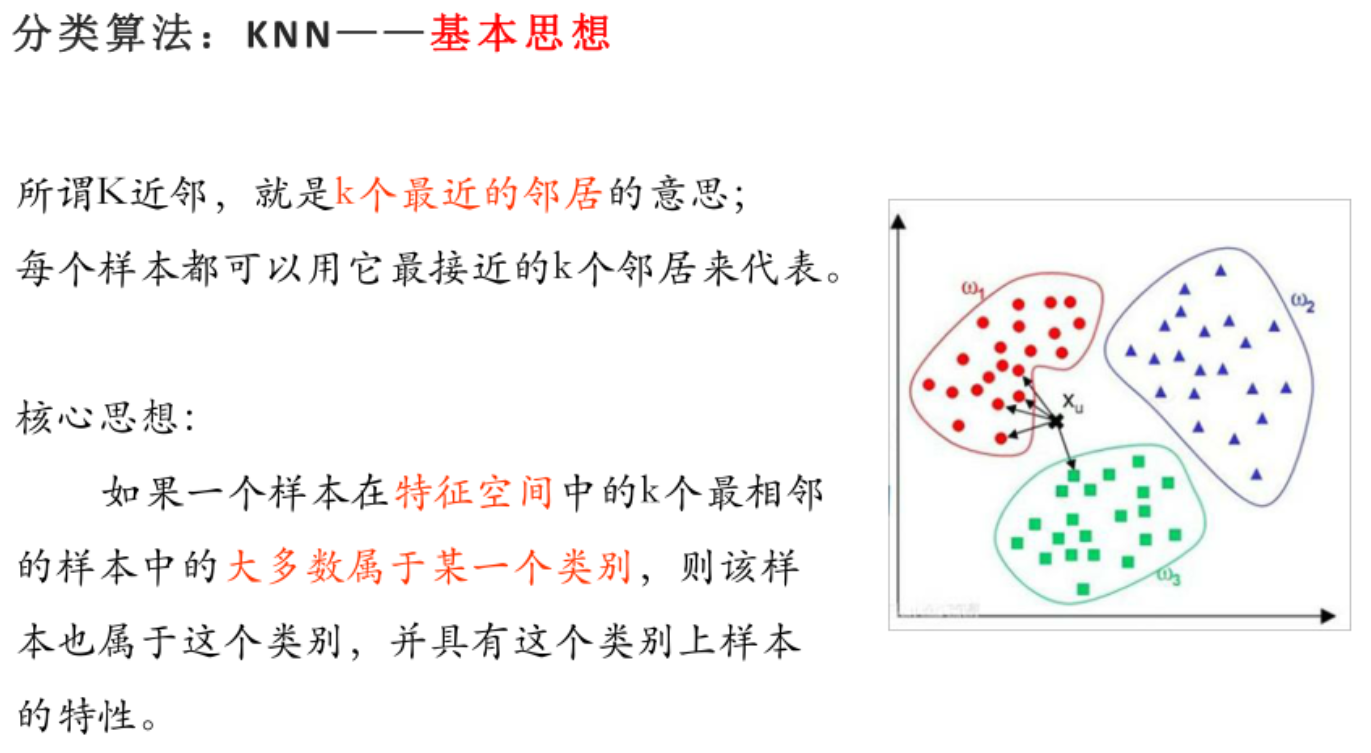 分类算法：KNN——基本思想
所谓K近邻，就是k个最近的邻居的意思；
每个样本都可以用它最接近的k个邻居来代表。
核心思想：
如果一个样本在特征空间中的k个最相邻
的样本中的大多数属于某一个类别，则该样
本也属于这个类别，并具有这个类别上样本
的特性。
ω1
ω2
xu
ω3